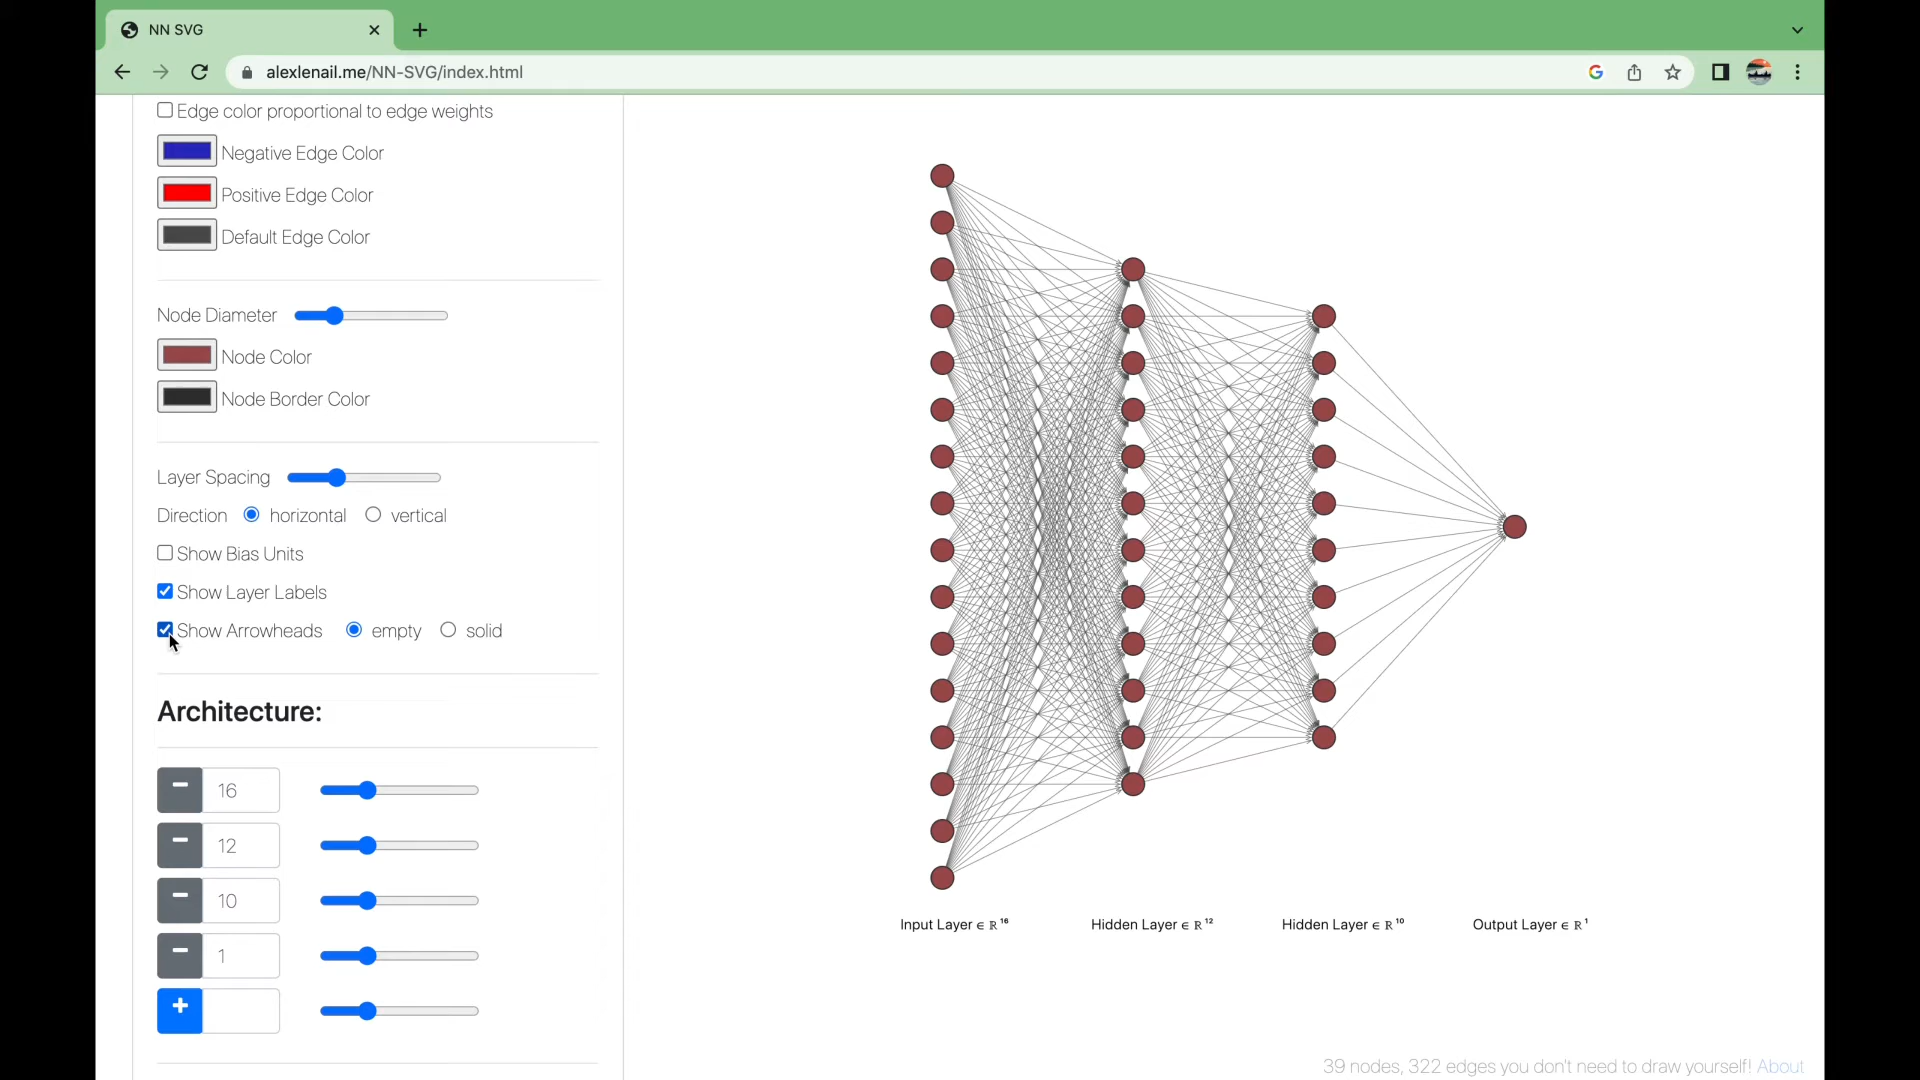 NN SVG
alexlenail.me/NN-SVG/index.html
Edge color proportional to edge weights
Negative Edge Color
Positive Edge Color
Default Edge Color
Node Diameter
Node Color
Node Border Color
Layer Spacing
Direction horizontal vertical
Show Bias Units
Show Layer Labels
Show Arrowheads empty solid
Architecture:
16
12
10
1
Input Layer ∈ ℝ¹⁶ Hidden Layer ∈ ℝ¹² Hidden Layer ∈ ℝ¹⁰ Output Layer ∈ ℝ¹
39 nodes, 322 edges you don't need to draw yourself! About